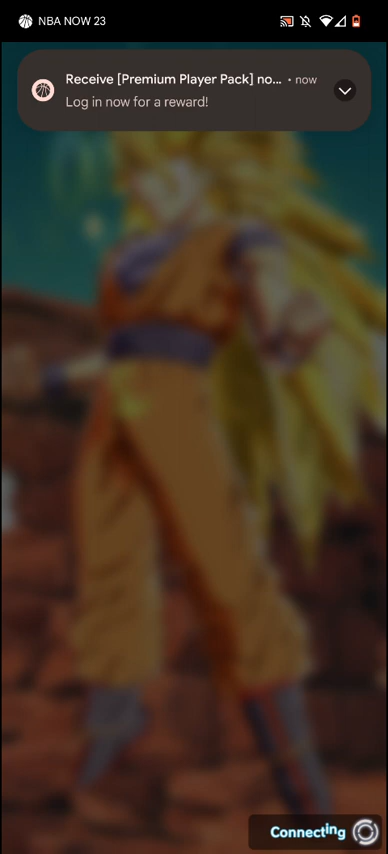 NBA NOW 23
Receive [Premium Player Pack] no... • now
Log in now for a reward!
Connecting